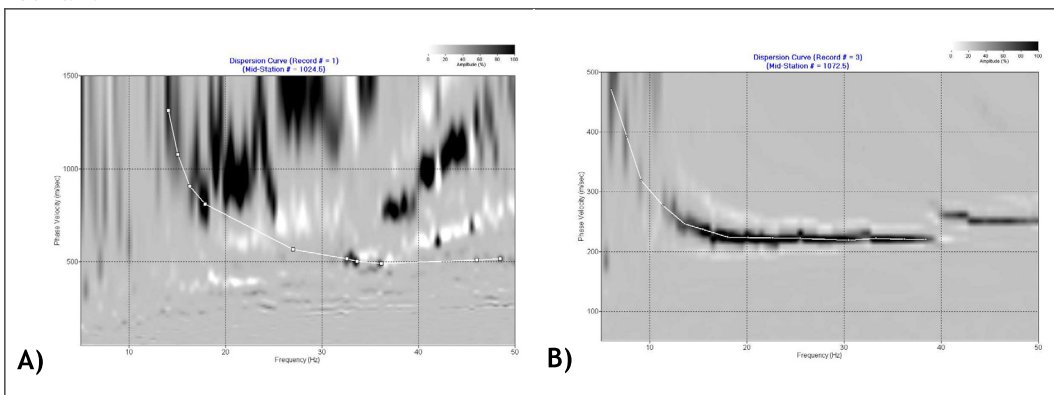 Dispersion Curve (Record # = 1)
(Mid-Station # = 1024.5)
0 20 40 60 80 100
Amplitude (%)
1500
1000
500
Phase Velocity (m/sec)
10 20 30 40 50
Frequency (Hz)
A)
Dispersion Curve (Record # = 3)
(Mid-Station # = 1072.5)
0 20 40 60 80 100
Amplitude (%)
500
400
300
200
100
Phase Velocity (m/sec)
10 20 30 40 50
Frequency (Hz)
B)